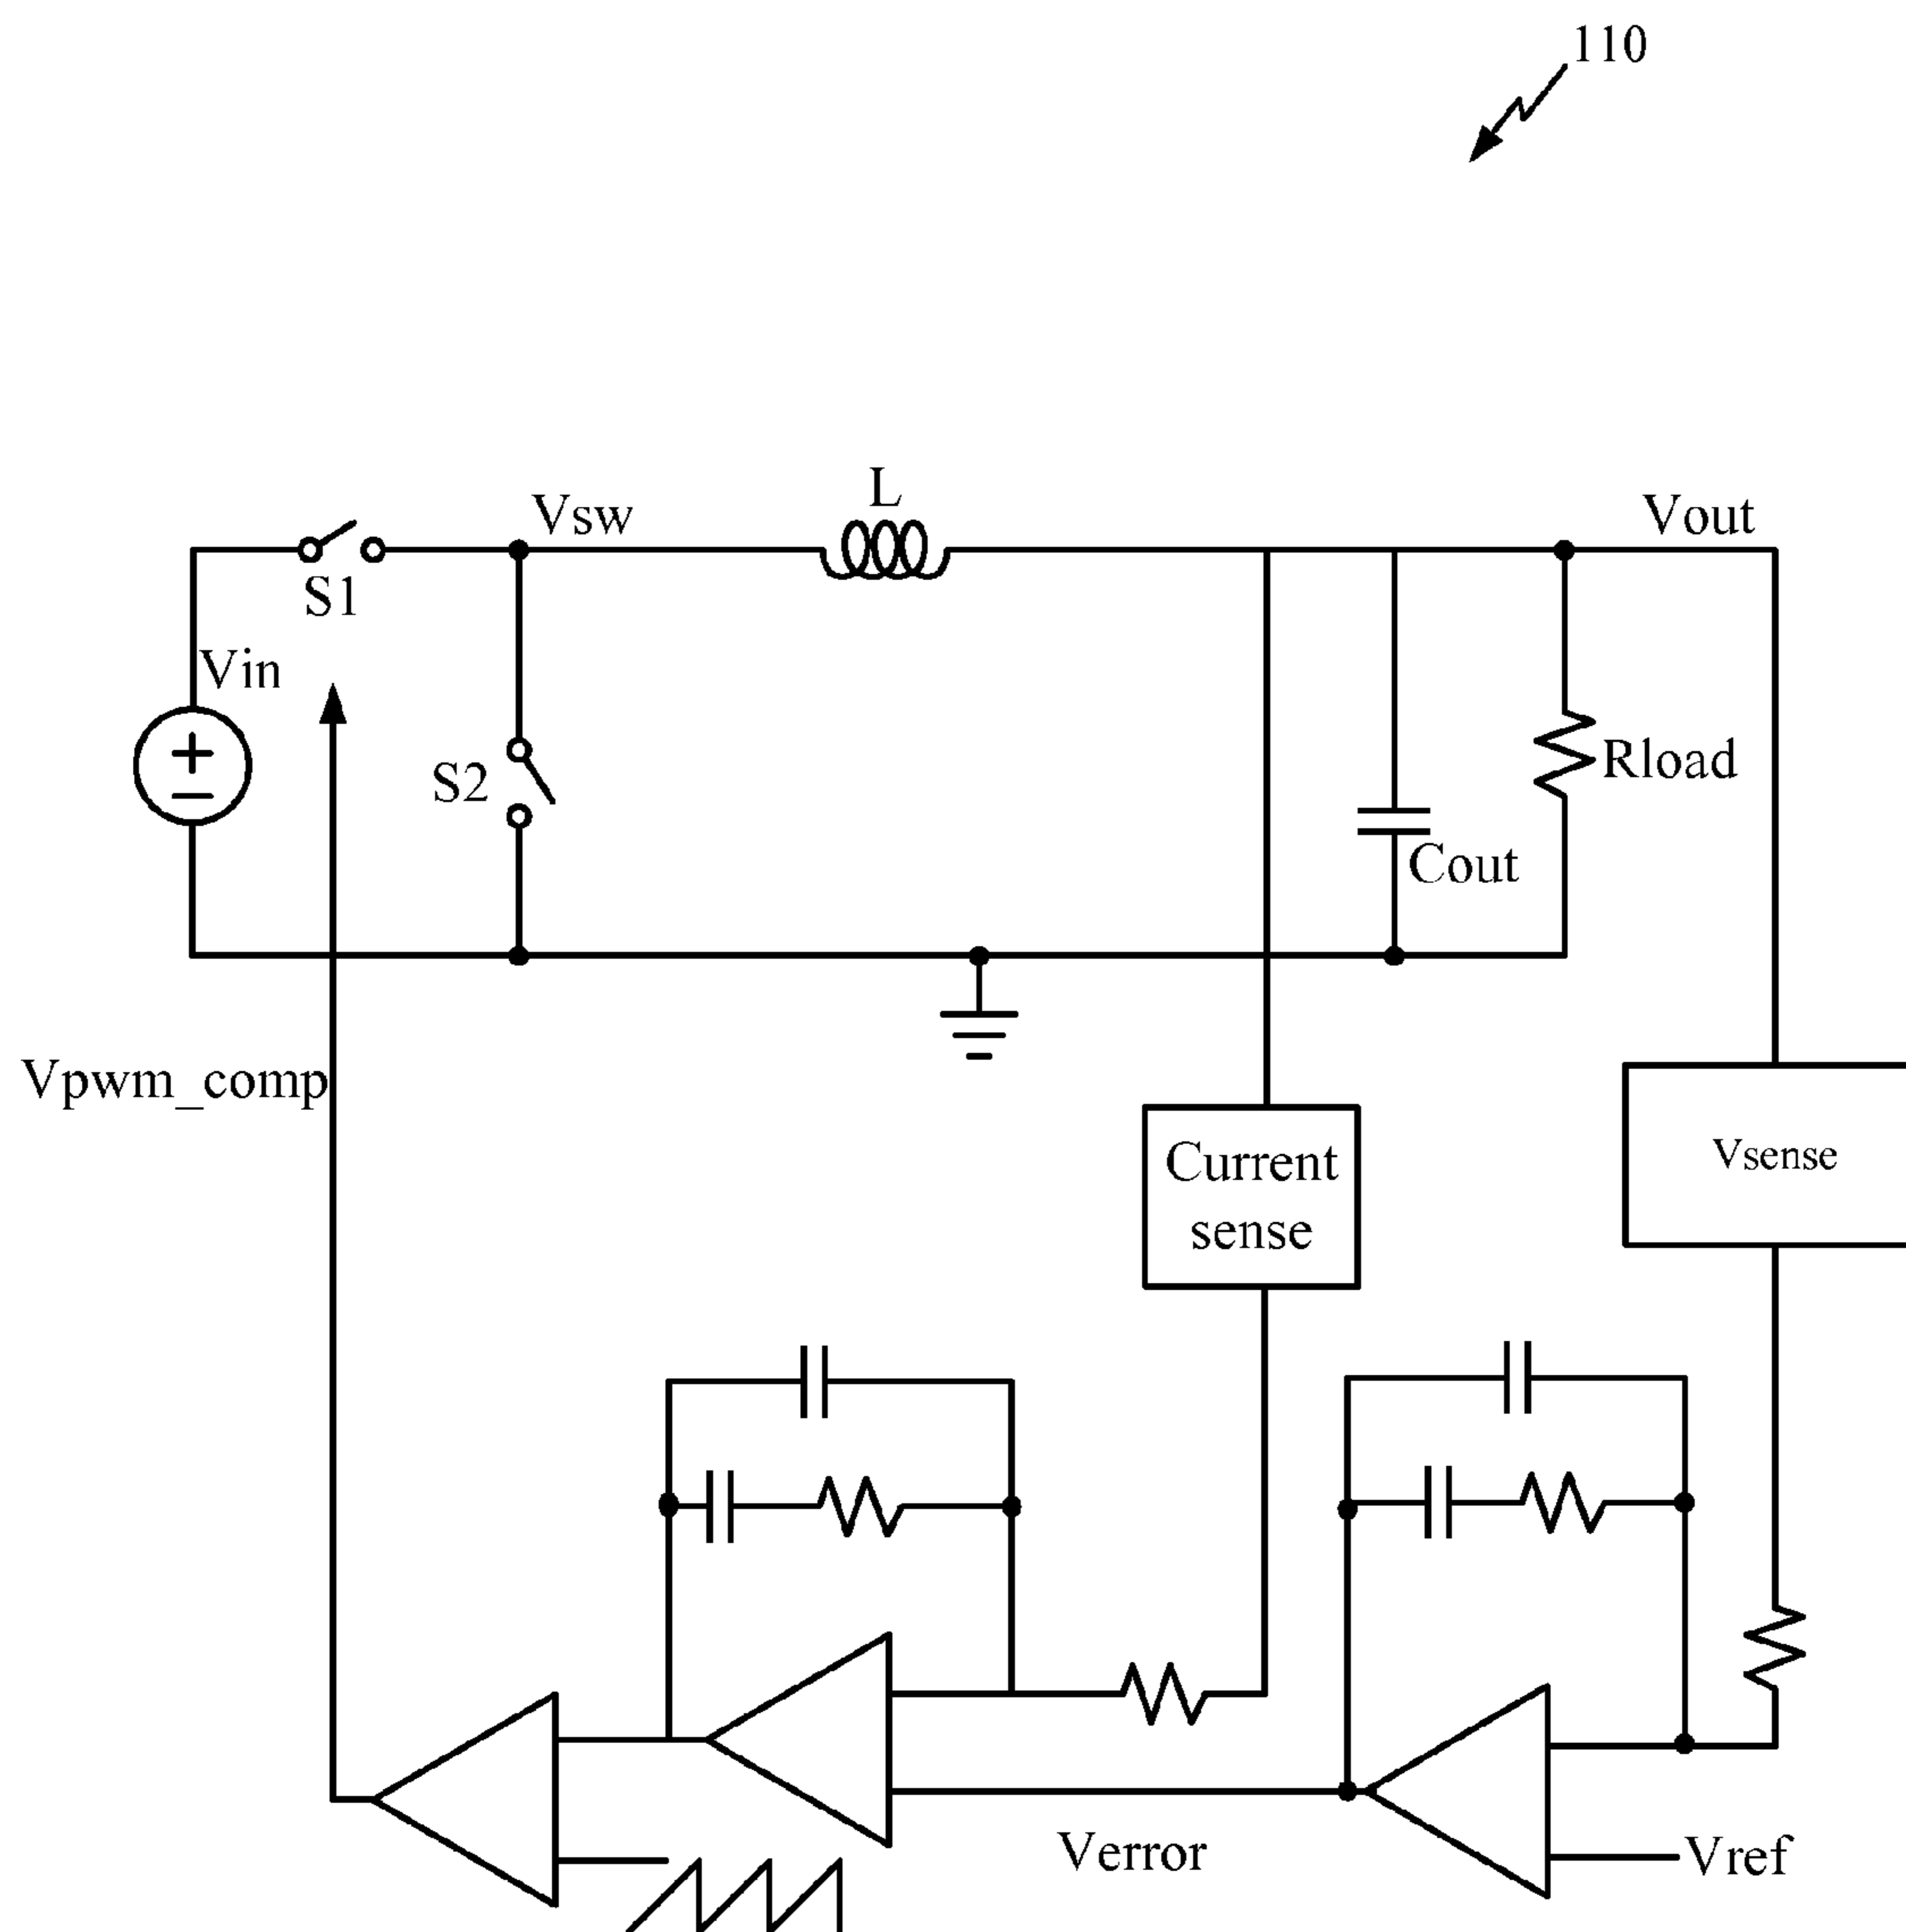 110
L
Vsw
Vout
S1
Vin
S2
Rload
Cout
Vpwm_comp
Current
sense
Vsense
Verror
Vref